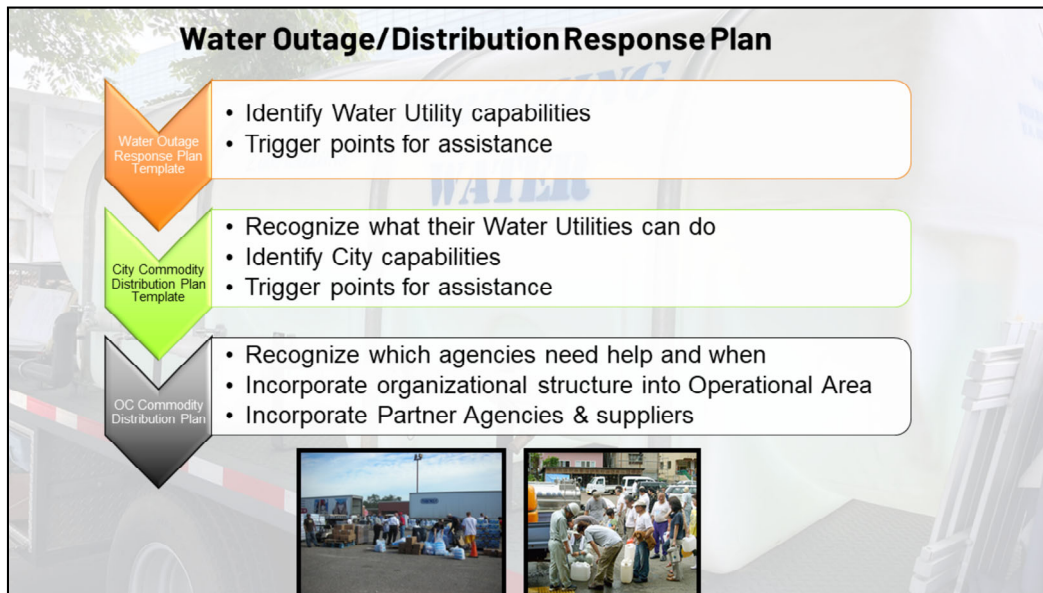 Water Outage/Distribution Response Plan
Water Outage
Response Plan
Template
• Identify Water Utility capabilities
• Trigger points for assistance
City Commodity
Distribution Plan
Template
• Recognize what their Water Utilities can do
• Identify City capabilities
• Trigger points for assistance
OC Commodity
Distribution Plan
• Recognize which agencies need help and when
• Incorporate organizational structure into Operational Area
• Incorporate Partner Agencies & suppliers
WATER